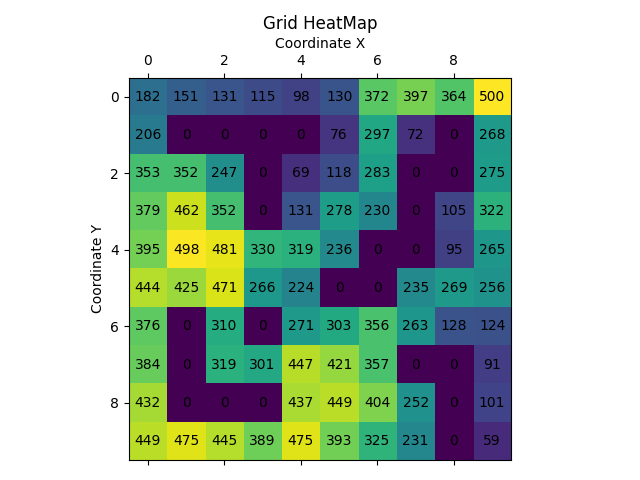 Grid HeatMap
Coordinate X
0 2 4 6 8
0 182 151 131 115 98 130 372 397 364 500
206 0 0 0 0 76 297 72 0 268
2 353 352 247 0 69 118 283 0 0 275
379 462 352 0 131 278 230 0 105 322
4 395 498 481 330 319 236 0 0 95 265
Coordinate Y
444 425 471 266 224 0 0 235 269 256
6 376 0 310 0 271 303 356 263 128 124
384 0 319 301 447 421 357 0 0 91
8 432 0 0 0 437 449 404 252 0 101
449 475 445 389 475 393 325 231 0 59